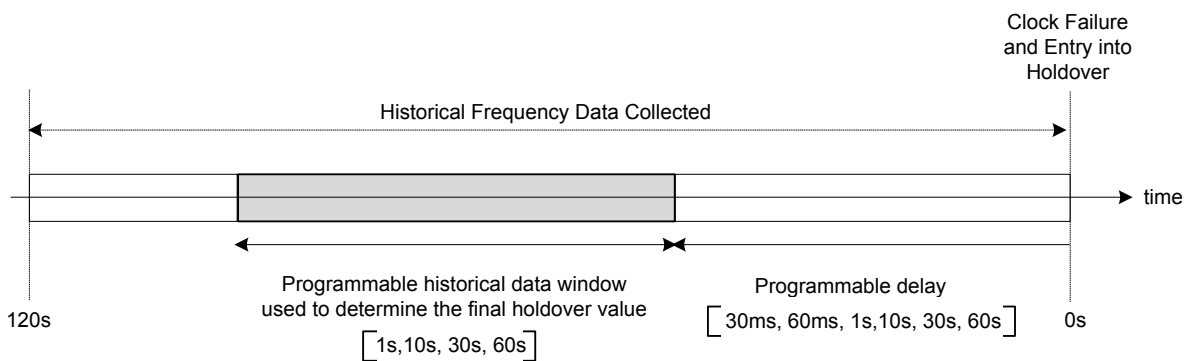 Clock Failure
and Entry into
Holdover
Historical Frequency Data Collected
time
Programmable historical data window
used to determine the final holdover value
[1s,10s, 30s, 60s]
Programmable delay
[30ms, 60ms, 1s,10s, 30s, 60s]
120s
0s